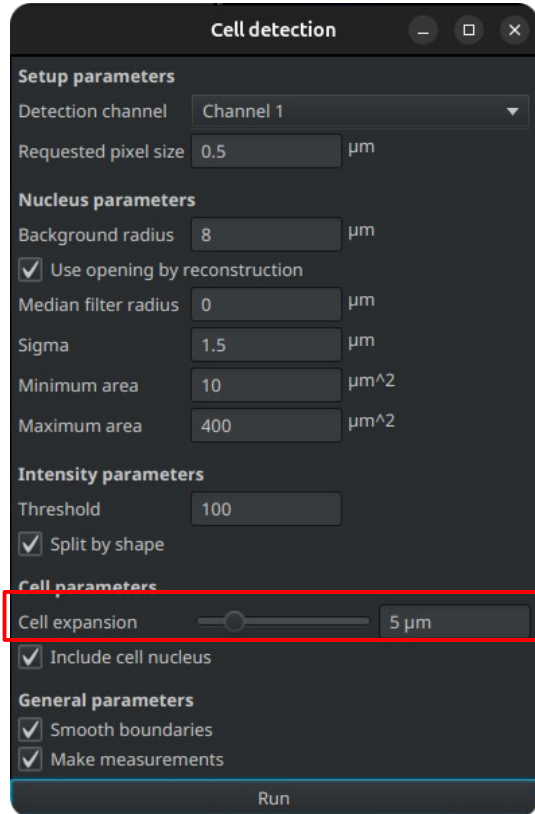 Cell detection
Setup parameters
Detection channel Channel 1
Requested pixel size 0.5 µm
Nucleus parameters
Background radius 8 µm
Use opening by reconstruction
Median filter radius 0 µm
Sigma 1.5 µm
Minimum area 10 µm^2
Maximum area 400 µm^2
Intensity parameters
Threshold 100
Split by shape
Cell parameters
Cell expansion 5 µm
Include cell nucleus
General parameters
Smooth boundaries
Make measurements
Run